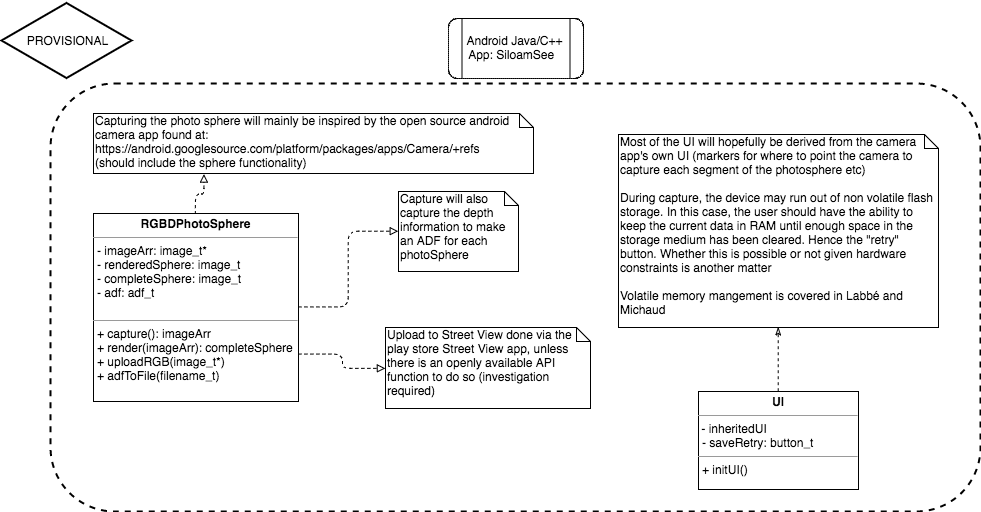 PROVISIONAL
Android Java/C++
App: SiloamSee
Capturing the photo sphere will mainly be inspired by the open source android
camera app found at:
https://android.googlesource.com/platform/packages/apps/Camera/+refs
(should include the sphere functionality)
Most of the UI will hopefully be derived from the camera
app's own UI (markers for where to point the camera to
capture each segment of the photosphere etc)
During capture, the device may run out of non volatile flash
storage. In this case, the user should have the ability to
keep the current data in RAM until enough space in the
storage medium has been cleared. Hence the "retry"
button. Whether this is possible or not given hardware
constraints is another matter
Volatile memory mangement is covered in Labbé and
Michaud
Capture will also
capture the depth
information to make
an ADF for each
photoSphere
RGBDPhotoSphere
- imageArr: image_t*
- renderedSphere: image_t
- completeSphere: image_t
- adf: adf_t
+ capture(): imageArr
+ render(imageArr): completeSphere
+ uploadRGB(image_t*)
+ adfToFile(filename_t)
Upload to Street View done via the
play store Street View app, unless
there is an openly available API
function to do so (investigation
required)
UI
- inheritedUI
- saveRetry: button_t
+ initUI()